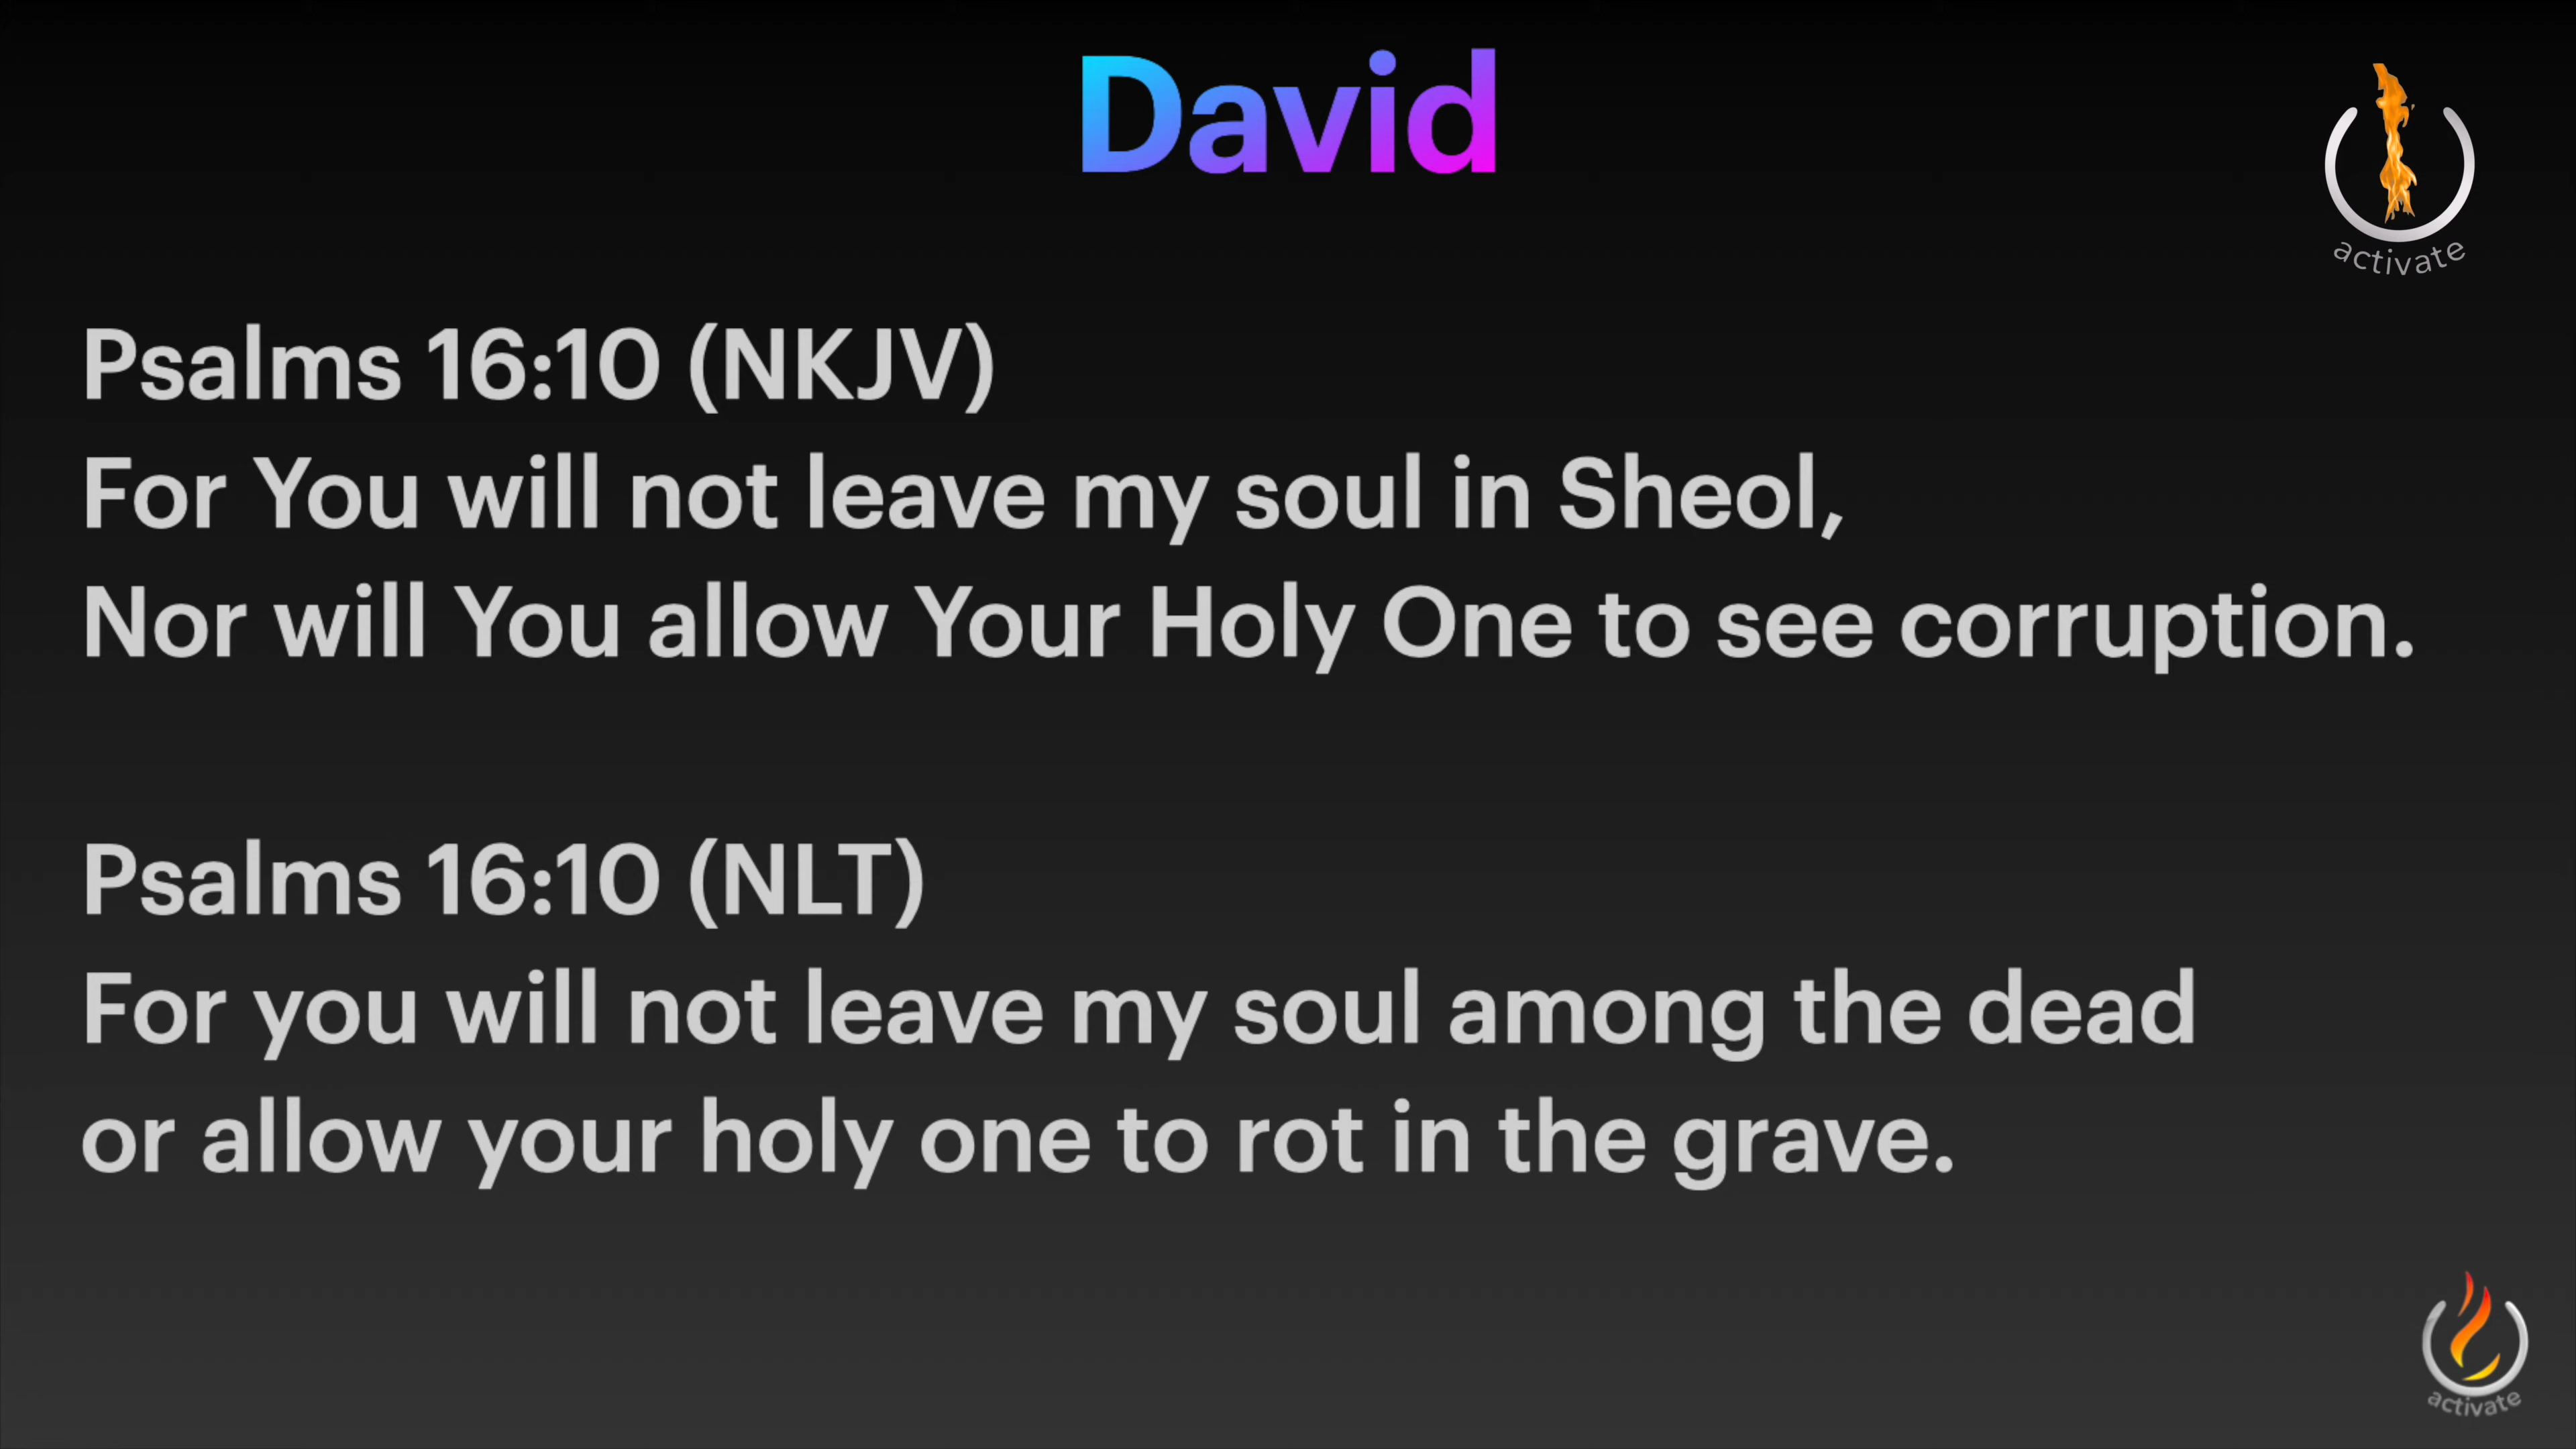 David
activate
Psalms 16:10 (NKJV)
For You will not leave my soul in Sheol,
Nor will You allow Your Holy One to see corruption.
Psalms 16:10 (NLT)
For you will not leave my soul among the dead
or allow your holy one to rot in the grave.
activate